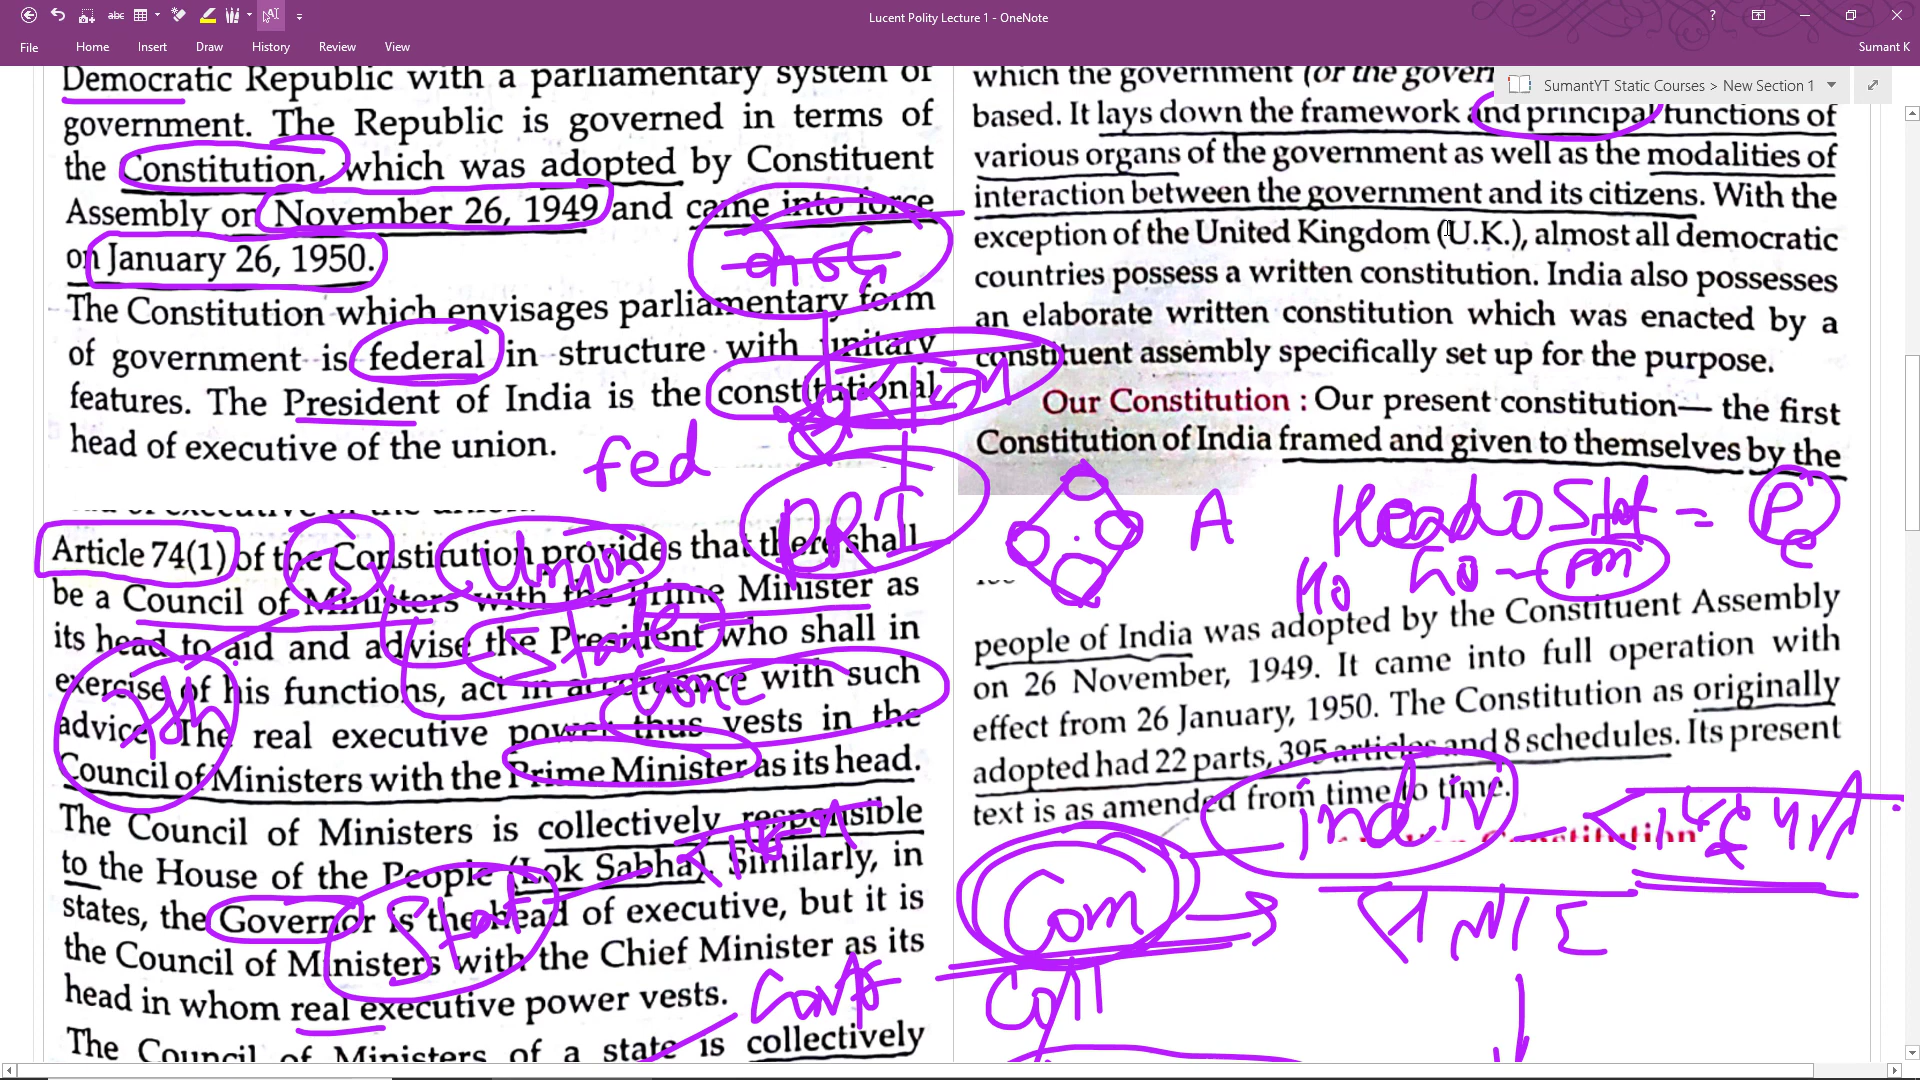 Lucent Polity Lecture 1 - OneNote
File Home Insert Draw History Review View
Sumant K
SumantYT Static Courses > New Section 1
Democratic Republic with a parliamentary system of
government. The Republic is governed in terms of
the Constitution, which was adopted by Constituent
Assembly on November 26, 1949 and came into force
on January 26, 1950.
The Constitution which envisages parliamentary form
of government is federal in structure with unitary
features. The President of India is the constitutional
head of executive of the union.
fed
PRI
Article 74(1) of the Constitution provides that there shall
be a Council of Ministers with the Prime Minister as
its head to aid and advise the President who shall in
exercise of his functions, act in accordance with such
advice. The real executive power thus vests in the
Council of Ministers with the Prime Minister as its head.
3
Union
State
The Council of Ministers is collectively responsible
to the House of the People (Lok Sabha). Similarly, in
states, the Governor is the head of executive, but it is
the Council of Ministers with the Chief Minister as its
head in whom real executive power vests.
The Council of Ministers of a state is collectively
Stat
which the government (or the gover
based. It lays down the framework and principal functions of
various organs of the government as well as the modalities of
interaction between the government and its citizens. With the
exception of the United Kingdom (U.K.), almost all democratic
countries possess a written constitution. India also possesses
an elaborate written constitution which was enacted by a
constituent assembly specifically set up for the purpose.
Our Constitution : Our present constitution— the first
Constitution of India framed and given to themselves by the
A
Head O Stat = P
Ho Go - PM
people of India was adopted by the Constituent Assembly
on 26 November, 1949. It came into full operation with
effect from 26 January, 1950. The Constitution as originally
adopted had 22 parts, 395 articles and 8 schedules. Its present
text is as amended from time to time.
indiv
Com
Coll